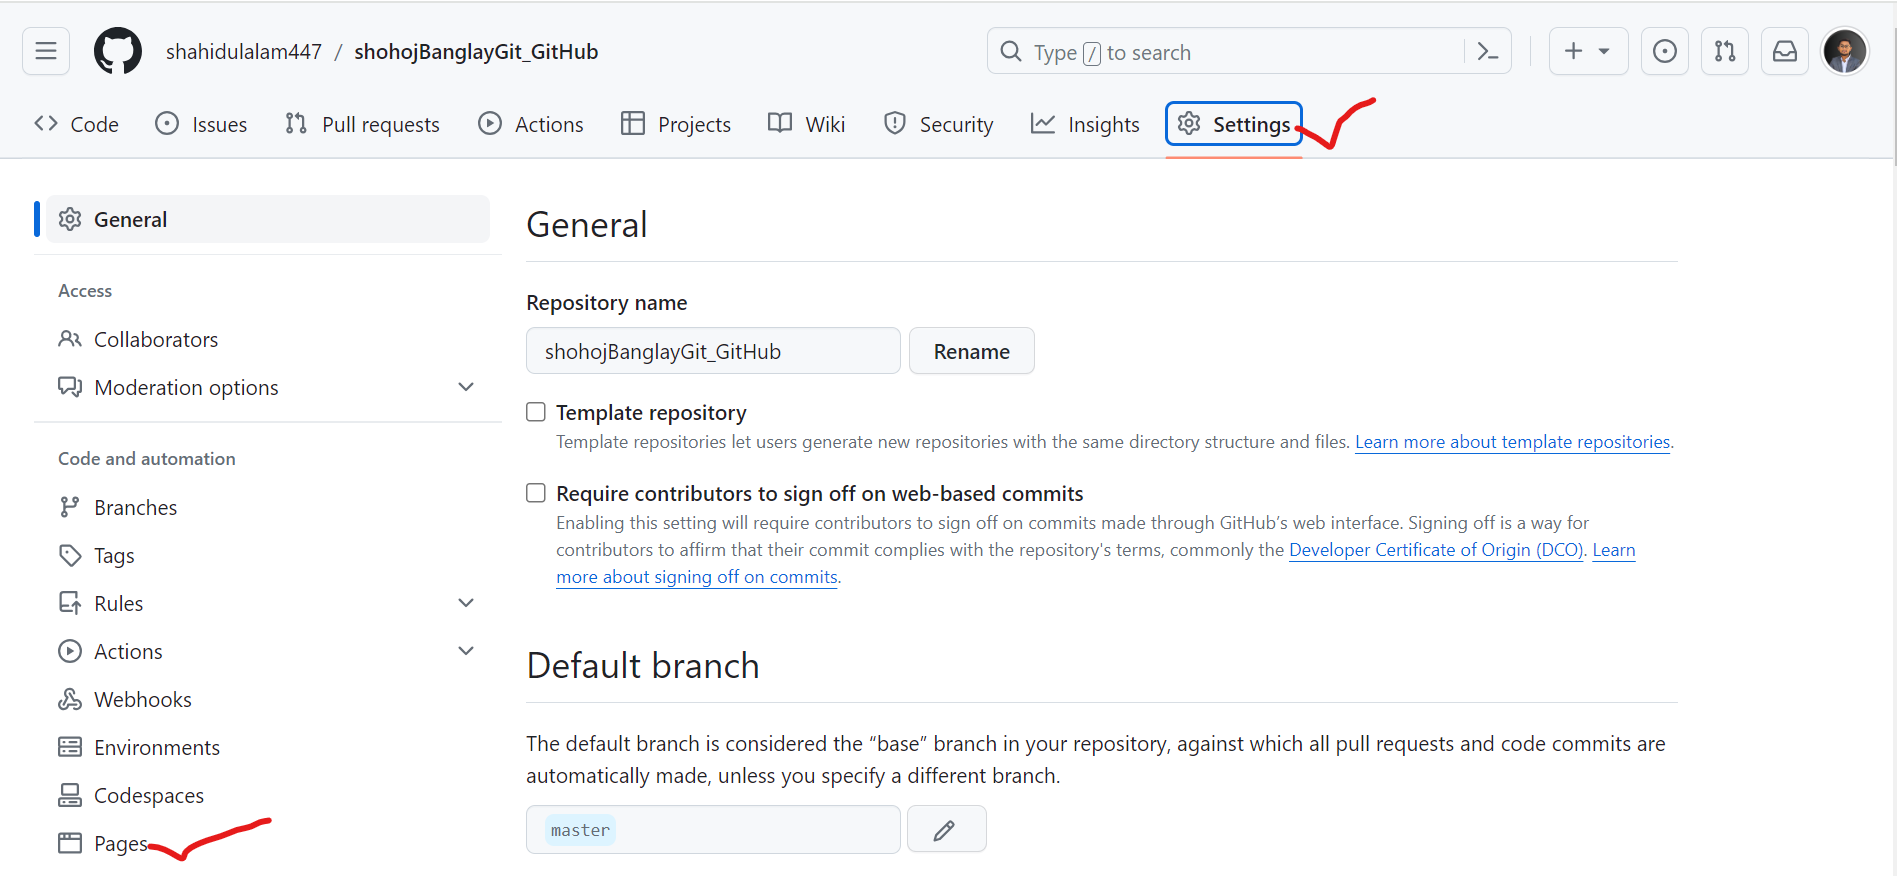 shahidulalam447 / shohojBanglayGit_GitHub
Type / to search
Code Issues Pull requests Actions Projects Wiki Security Insights Settings
General
Access
Collaborators
Moderation options
Code and automation
Branches
Tags
Rules
Actions
Webhooks
Environments
Codespaces
Pages
General
Repository name
shohojBanglayGit_GitHub
Rename
Template repository
Template repositories let users generate new repositories with the same directory structure and files. Learn more about template repositories.
Require contributors to sign off on web-based commits
Enabling this setting will require contributors to sign off on commits made through GitHub’s web interface. Signing off is a way for
contributors to affirm that their commit complies with the repository's terms, commonly the Developer Certificate of Origin (DCO). Learn
more about signing off on commits.
Default branch
The default branch is considered the “base” branch in your repository, against which all pull requests and code commits are
automatically made, unless you specify a different branch.
master